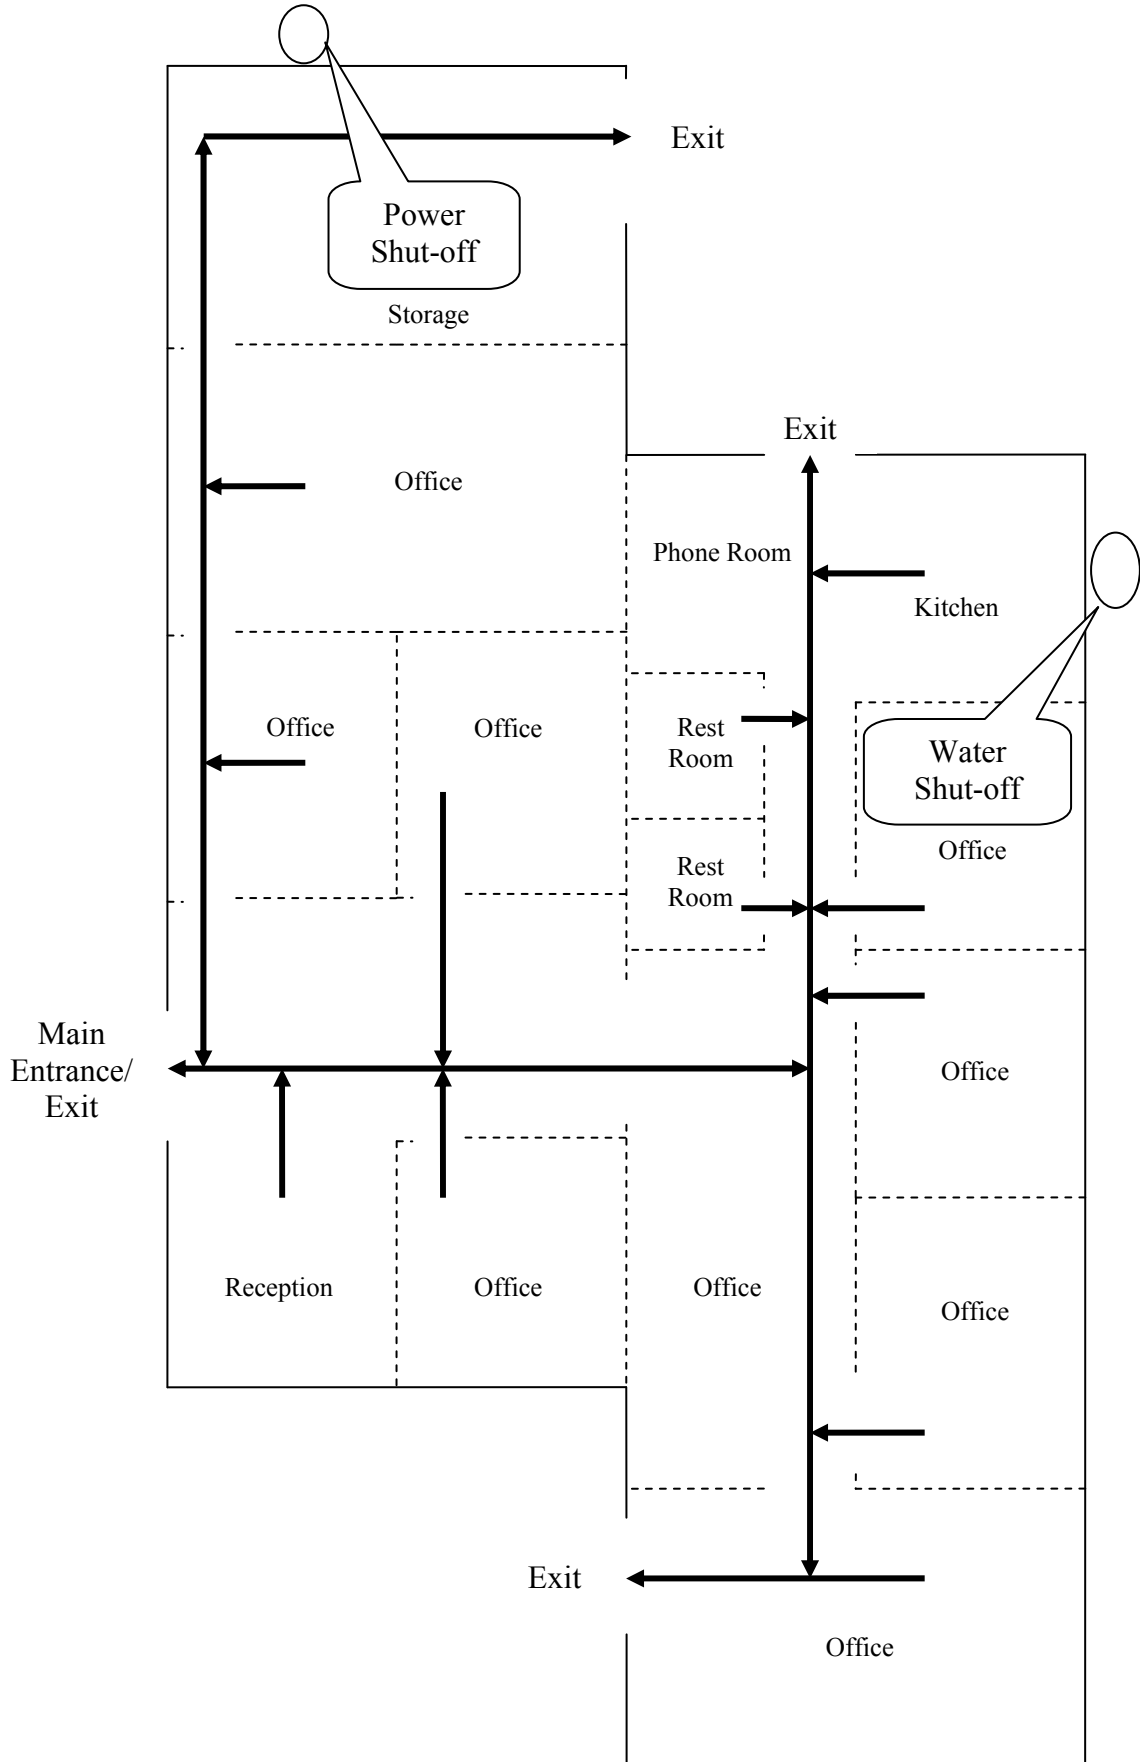 Exit
Power
Shut-off
Storage
Exit
Office
Phone Room
Kitchen
Office
Office
Rest
Room
Water
Shut-off
Office
Rest
Room
Main
Entrance/
Exit
Office
Reception
Office
Office
Office
Exit
Office